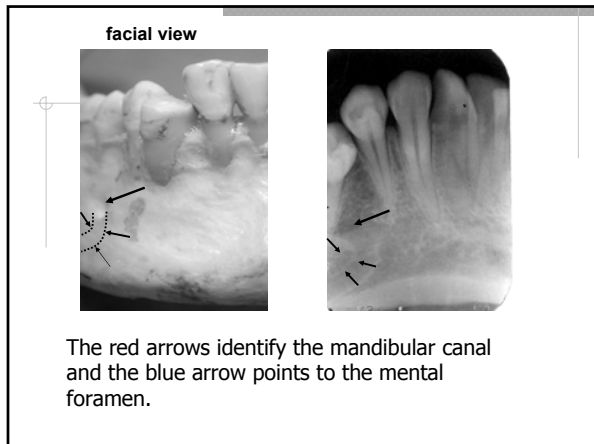 facial view
The red arrows identify the mandibular canal
and the blue arrow points to the mental
foramen.